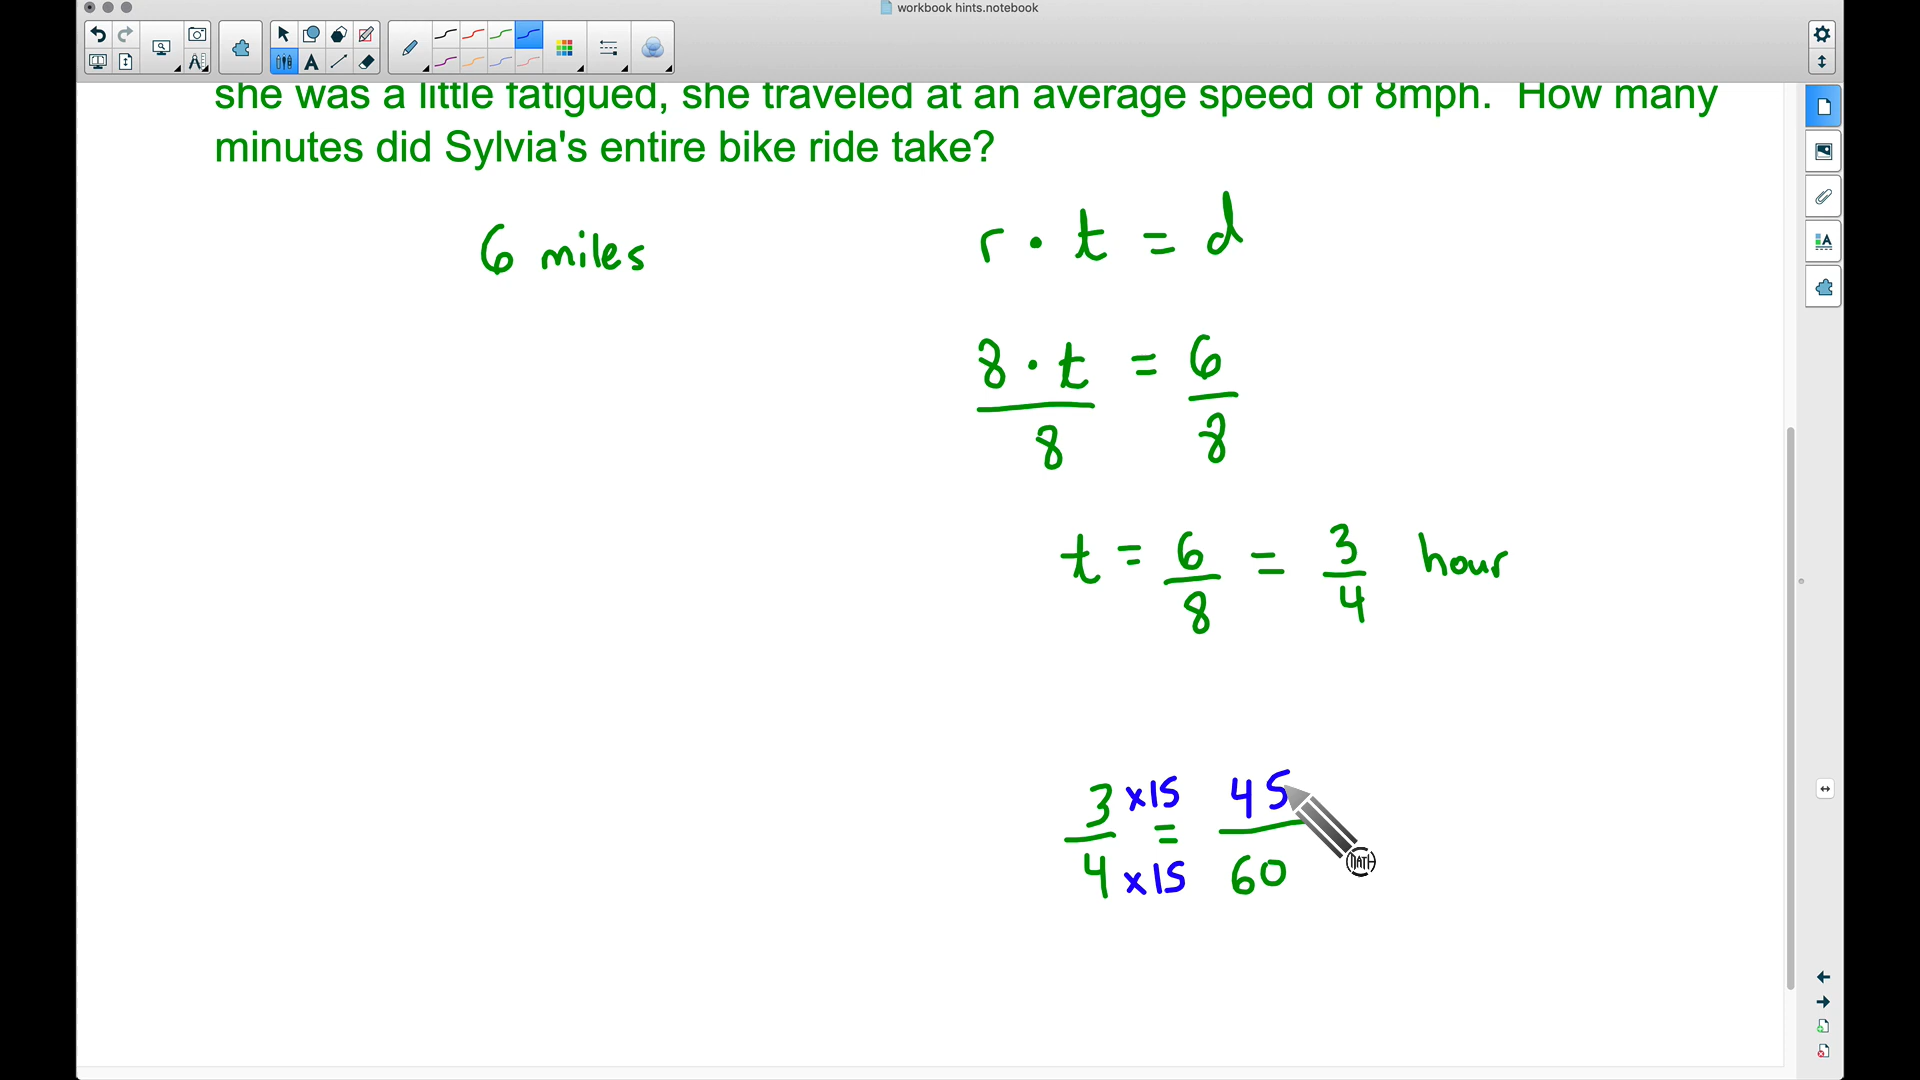 workbook hints.notebook
she was a little fatigued, she traveled at an average speed of 8mph. How many
minutes did Sylvia's entire bike ride take?
6 miles
r · t = d
8 · t = 6
8 8
t = 6/8 = 3/4 hour
3 x15 = 45
4 x15 60
MATH